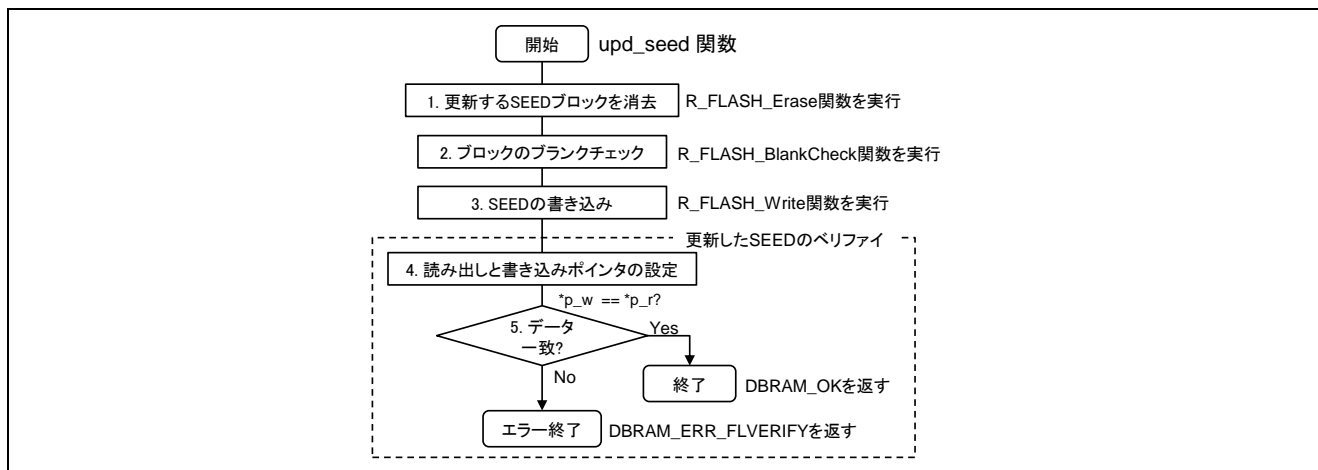 開始 upd_seed 関数
1. 更新するSEEDブロックを消去 R_FLASH_Erase関数を実行
2. ブロックのブランクチェック R_FLASH_BlankCheck関数を実行
3. SEEDの書き込み R_FLASH_Write関数を実行
更新したSEEDのベリファイ
4. 読み出しと書き込みポインタの設定
*p_w == *p_r?
5. データ
一致?
Yes
No
終了 DBRAM_OKを返す
エラー終了 DBRAM_ERR_FLVERIFYを返す